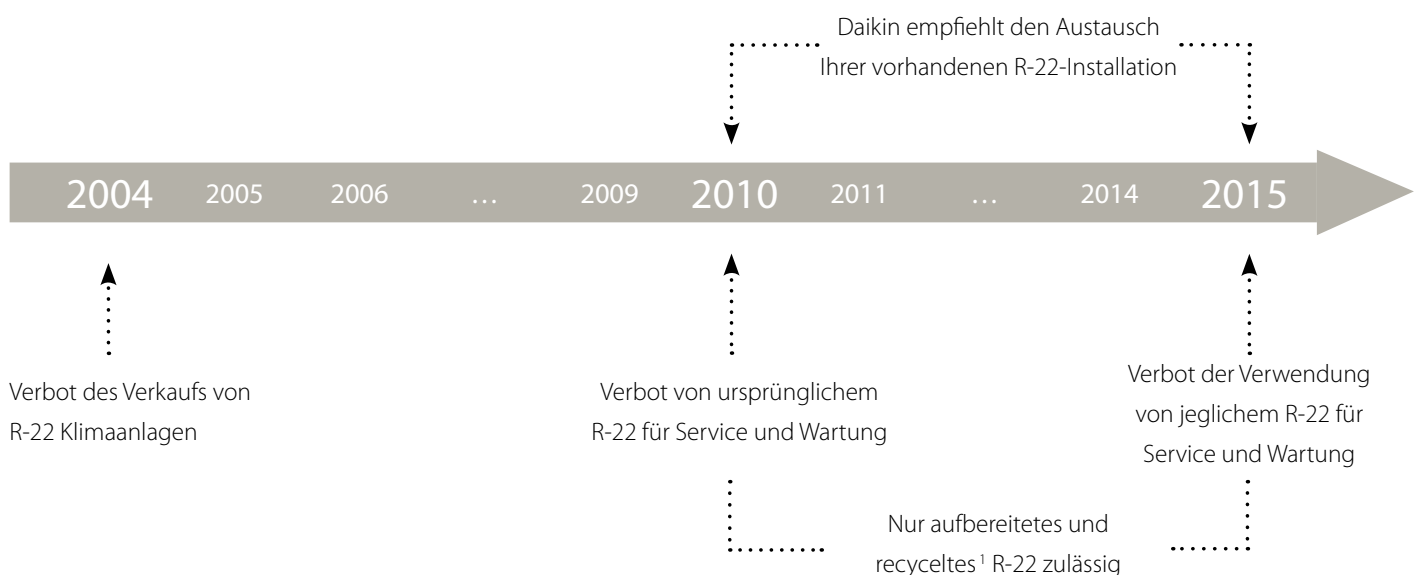 Daikin empfiehlt den Austausch
Ihrer vorhandenen R-22-Installation
2004 2005 2006 … 2009 2010 2011 … 2014 2015
Verbot des Verkaufs von
R-22 Klimaanlagen
Verbot von ursprünglichem
R-22 für Service und Wartung
Verbot der Verwendung
von jeglichem R-22 für
Service und Wartung
Nur aufbereitetes und
recyceltes¹ R-22 zulässig